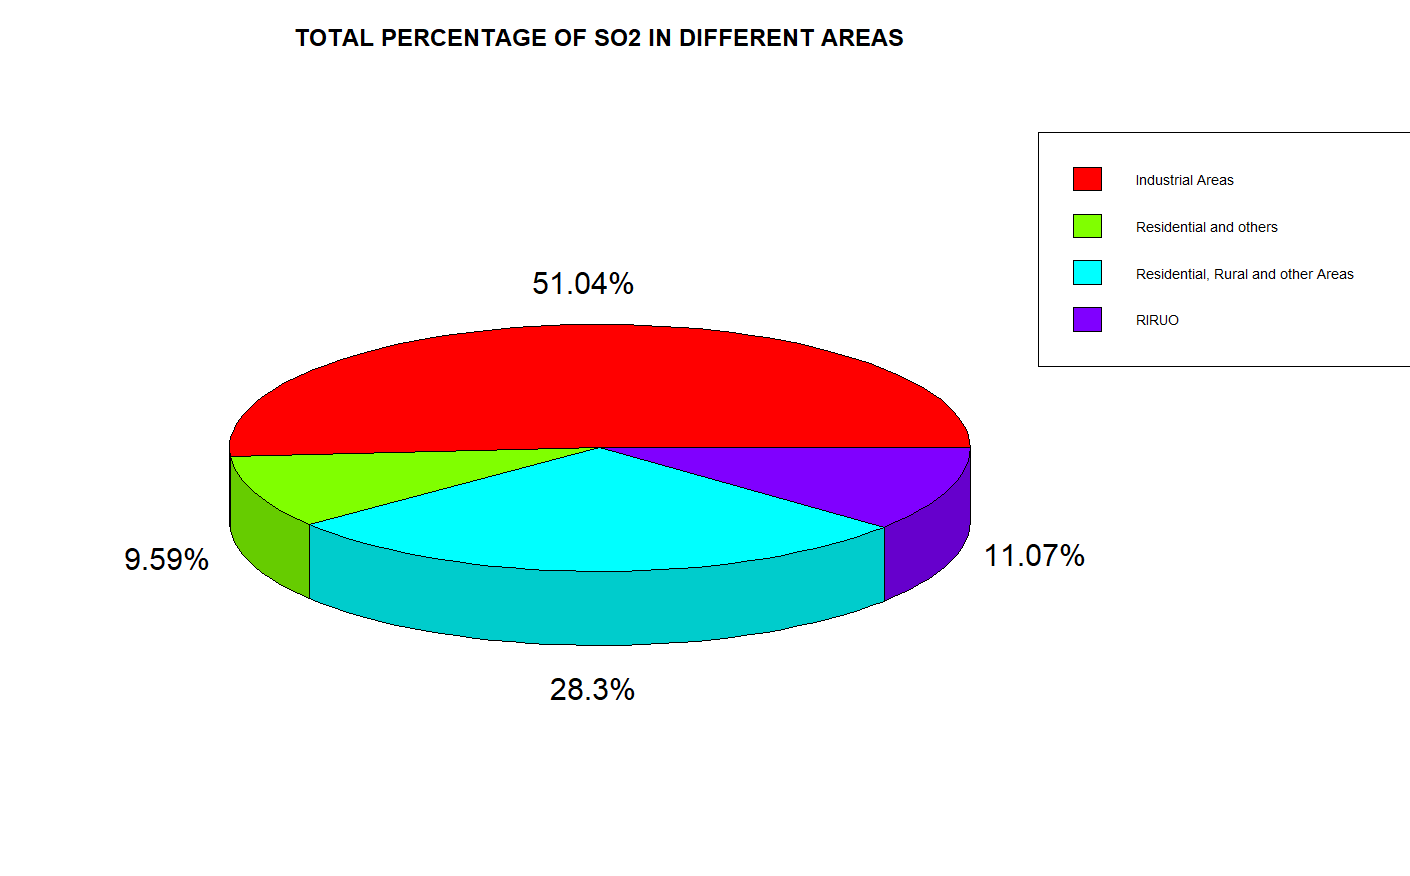 TOTAL PERCENTAGE OF SO2 IN DIFFERENT AREAS
Industrial Areas
Residential and others
Residential, Rural and other Areas
RIRUO
51.04%
9.59%
11.07%
28.3%